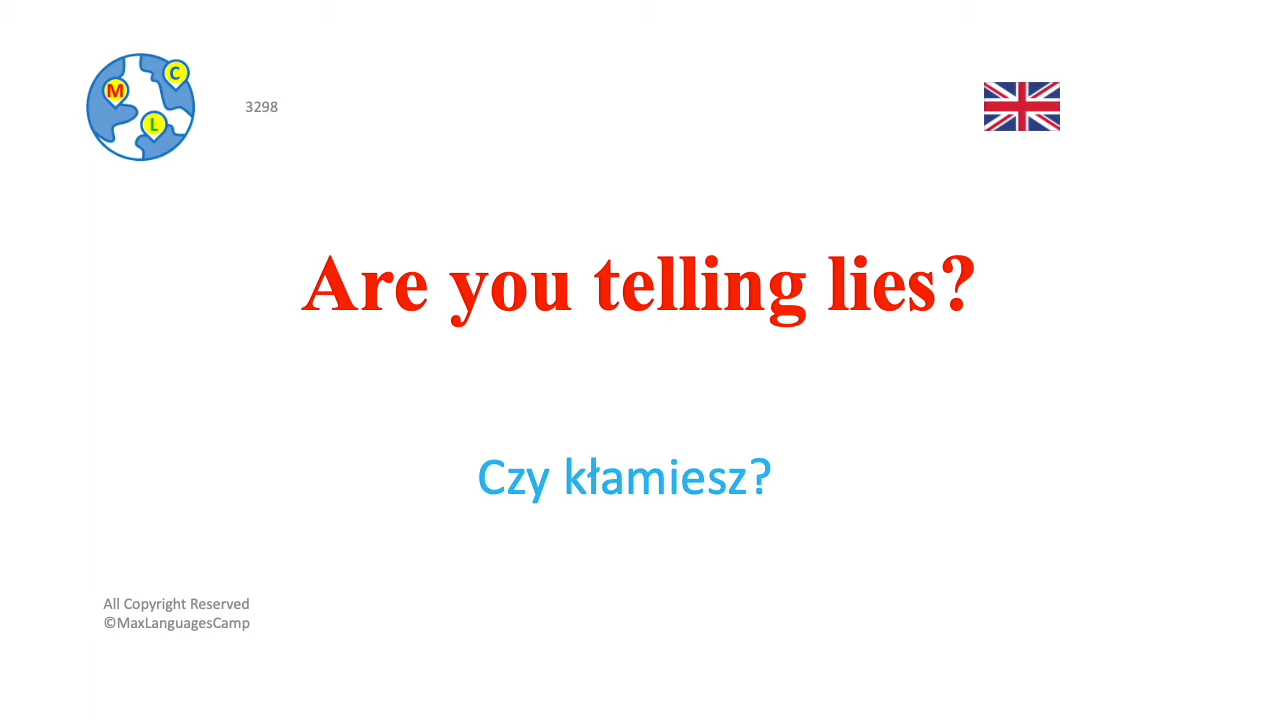 C
M
L
3298
Are you telling lies?
Czy kłamiesz?
All Copyright Reserved
©MaxLanguagesCamp